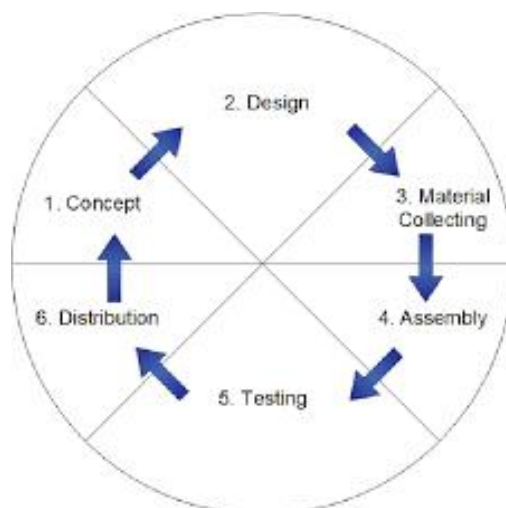 1. Concept
2. Design
3. Material
Collecting
4. Assembly
5. Testing
6. Distribution